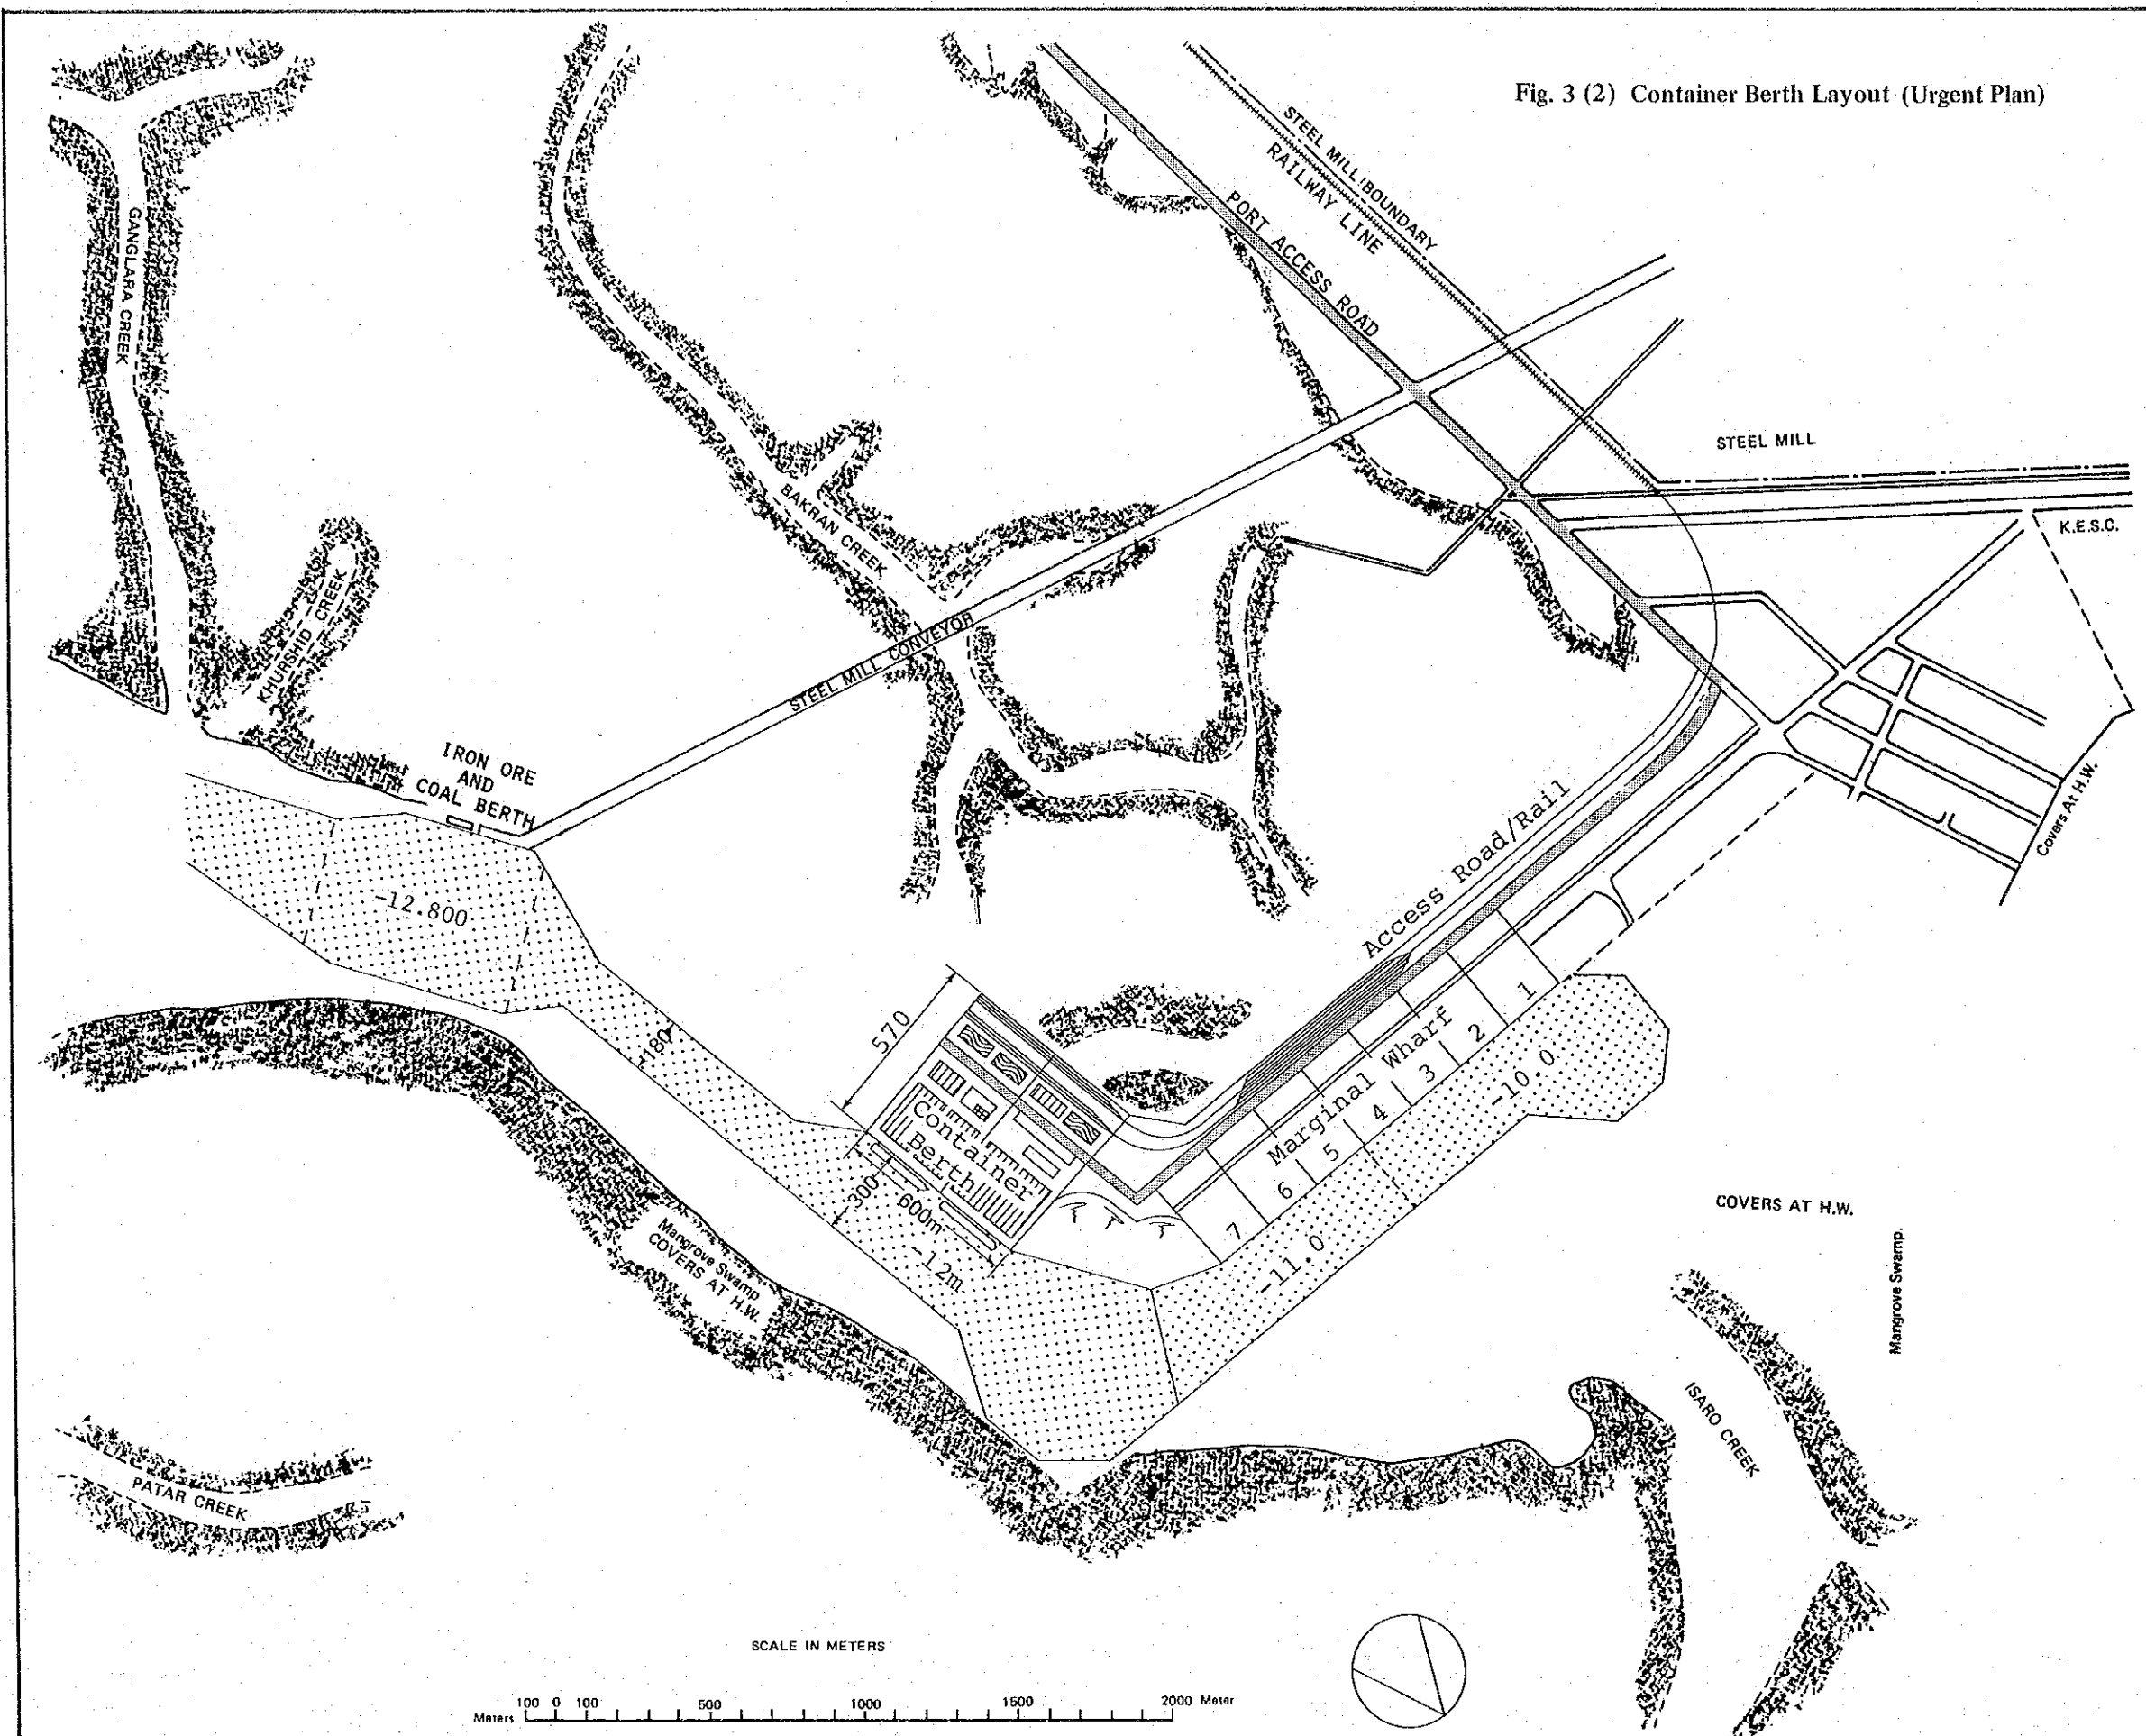 Fig. 3 (2) Container Berth Layout (Urgent Plan)
STEEL MILL BOUNDARY
RAILWAY LINE
PORT ACCESS ROAD
GANGLARA CREEK
STEEL MILL
K.E.S.C.
BAKRAN CREEK
KHURSHID CREEK
STEEL MILL CONVEYOR
IRON ORE
AND
COAL BERTH
Covers At H.W.
Access Road/Rail
-12.800
180
570
Container
Berth
300
600m
-12m
Marginal Wharf
1
2
3
4
5
6
7
-10.0
-11.0
Mangrove Swamp
COVERS AT H.W.
COVERS AT H.W.
Mangrove Swamp.
ISARO CREEK
PATAR CREEK
SCALE IN METERS
Meters 100 0 100 500 1000 1500 2000 Meter